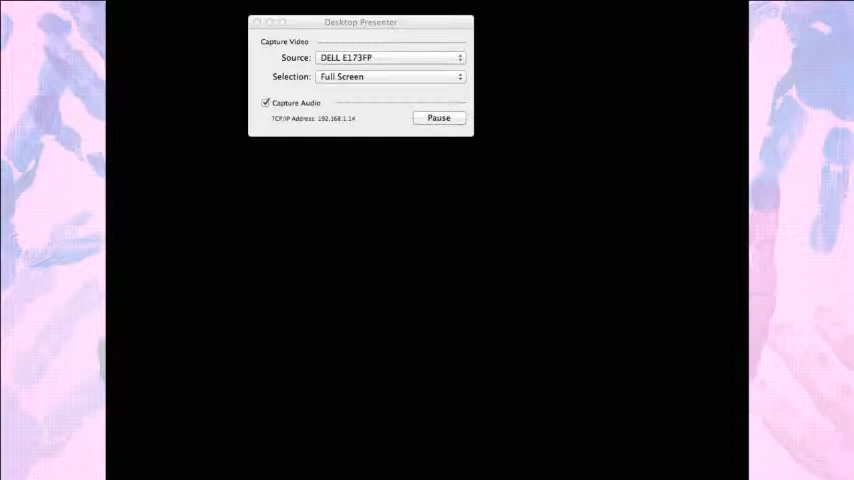 Desktop Presenter
Capture Video
Source: DELL E173FP
Selection: Full Screen
Capture Audio
TCP/IP Address: 192.168.1.14
Pause